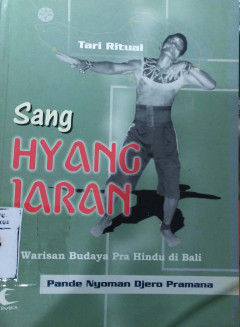 Tari Ritual
Sang
HYANG
JARAN
Warisan Budaya Pra Hindu di Bali
Pande Nyoman Djero Pramana